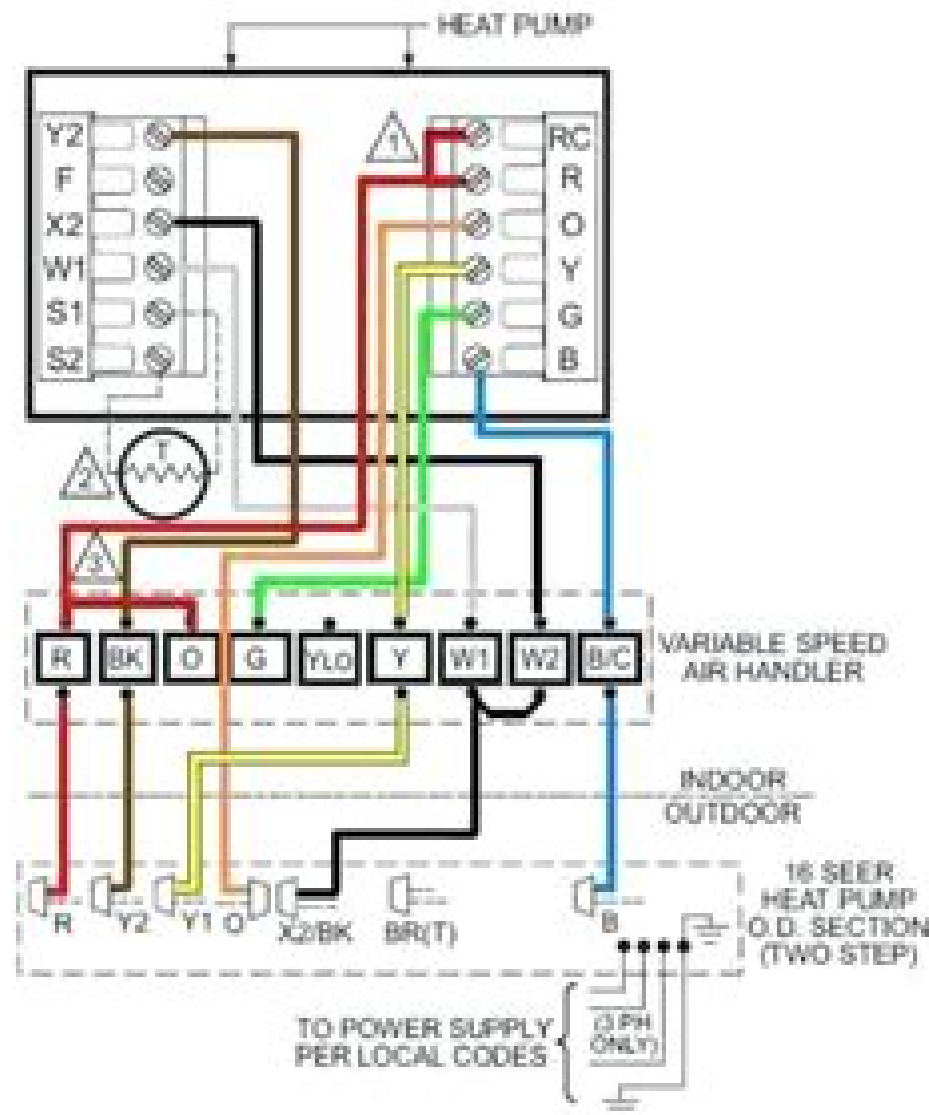 HEAT PUMP
Y2
F
X2
W1
S1
S2
1
RC
R
O
Y
G
B
T
2
3
R
BK
O
G
YLO
Y
W1
W2
B/C
VARIABLE SPEED
AIR HANDLER
INDOOR
OUTDOOR
R
Y2
Y1
O
X2/BK
BR(T)
B
16 SEER
HEAT PUMP
O.D. SECTION
(TWO STEP)
TO POWER SUPPLY
PER LOCAL CODES
(3 PH
ONLY)